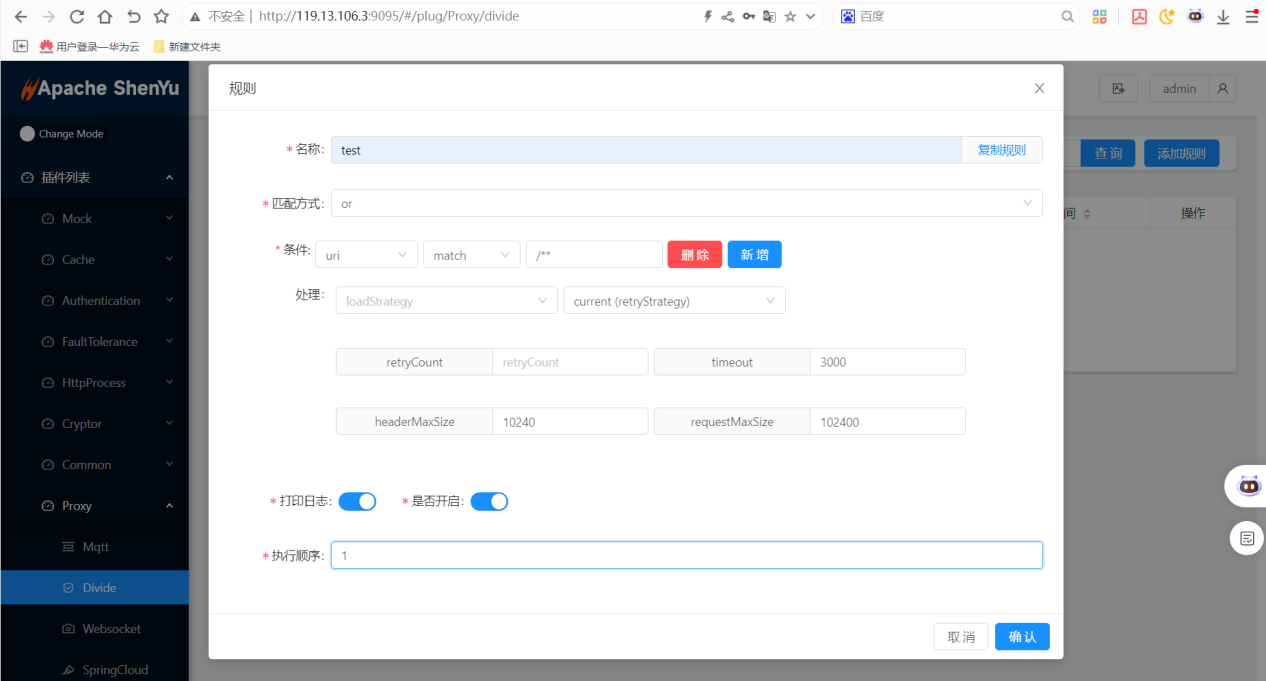 不安全 http://119.13.106.3:9095/#/plug/Proxy/divide 百度
用户登录—华为云 新建文件夹
Apache ShenYu
admin
Change Mode
插件列表
Mock
Cache
Authentication
FaultTolerance
HttpProcess
Cryptor
Common
Proxy
Mqtt
Divide
Websocket
SpringCloud
查 询 添加规则
间 操作
规则
* 名称: test 复制规则
* 匹配方式: or
* 条件: uri match /** 删 除 新 增
处理: loadStrategy current (retryStrategy)
retryCount retryCount timeout 3000
headerMaxSize 10240 requestMaxSize 102400
* 打印日志: * 是否开启:
* 执行顺序: 1
取 消 确 认